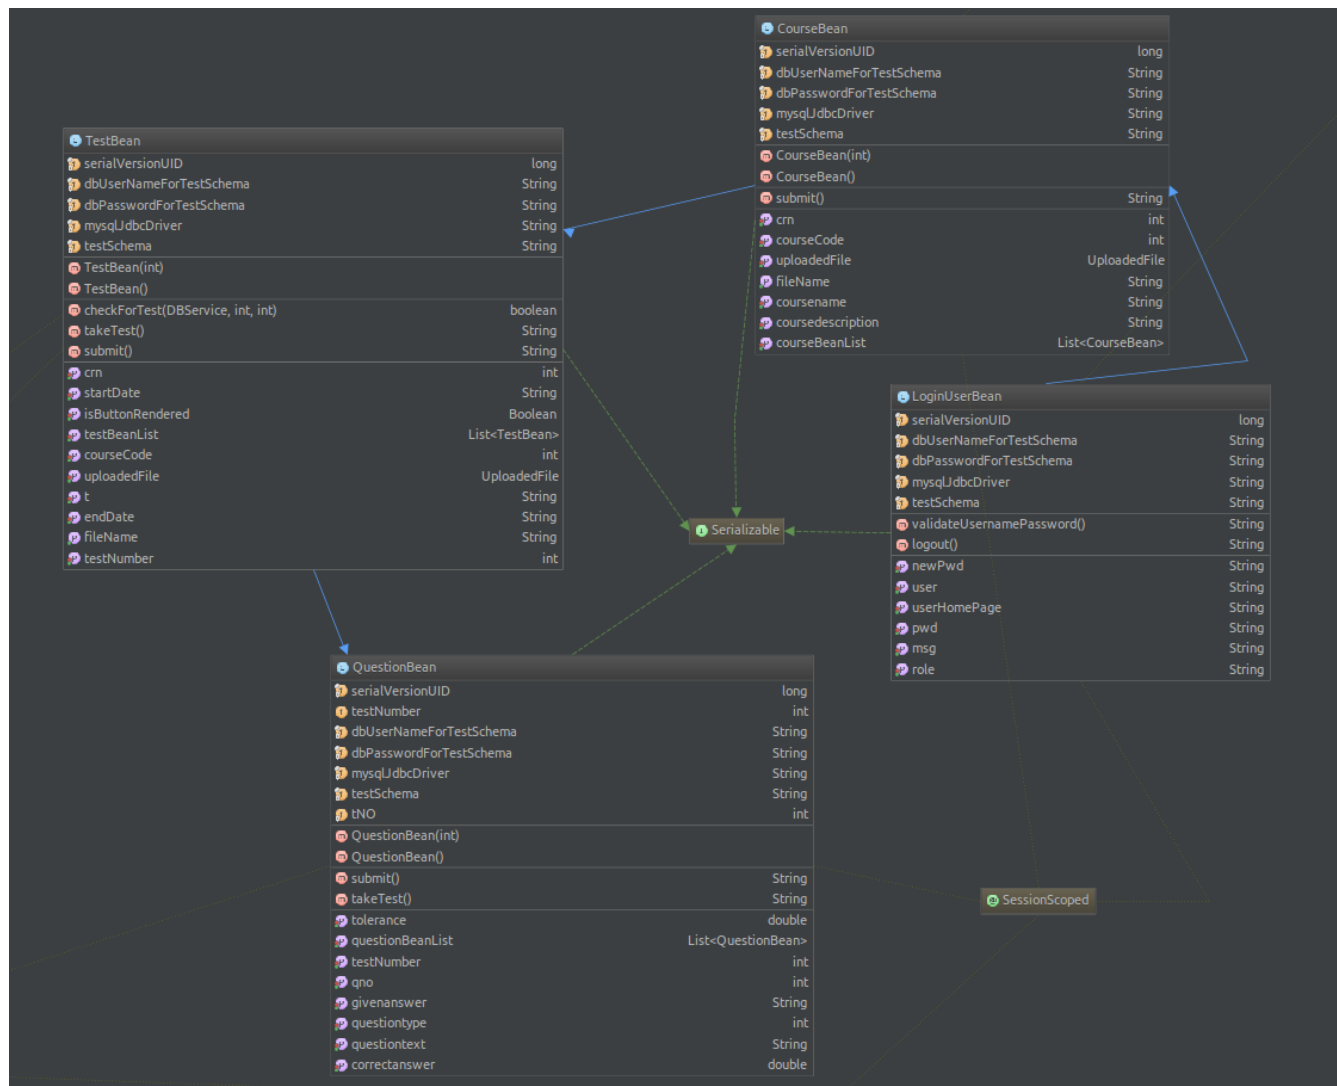 CourseBean
serialVersionUID long
dbUserNameForTestSchema String
dbPasswordForTestSchema String
mysqlJdbcDriver String
testSchema String
CourseBean(int)
CourseBean()
submit() String
crn int
courseCode int
uploadedFile UploadedFile
fileName String
coursename String
coursedescription String
courseBeanList List<CourseBean>
TestBean
serialVersionUID long
dbUserNameForTestSchema String
dbPasswordForTestSchema String
mysqlJdbcDriver String
testSchema String
TestBean(int)
TestBean()
checkForTest(DBService, int, int) boolean
takeTest() String
submit() String
crn int
startDate String
isButtonRendered Boolean
testBeanList List<TestBean>
courseCode int
uploadedFile UploadedFile
t String
endDate String
fileName String
testNumber int
LoginUserBean
serialVersionUID long
dbUserNameForTestSchema String
dbPasswordForTestSchema String
mysqlJdbcDriver String
testSchema String
validateUsernamePassword() String
logout() String
newPwd String
user String
userHomePage String
pwd String
msg String
role String
Serializable
QuestionBean
serialVersionUID long
testNumber int
dbUserNameForTestSchema String
dbPasswordForTestSchema String
mysqlJdbcDriver String
testSchema String
tNO int
QuestionBean(int)
QuestionBean()
submit() String
takeTest() String
tolerance double
questionBeanList List<QuestionBean>
testNumber int
qno int
givenanswer String
questiontype int
questiontext String
correctanswer double
SessionScoped